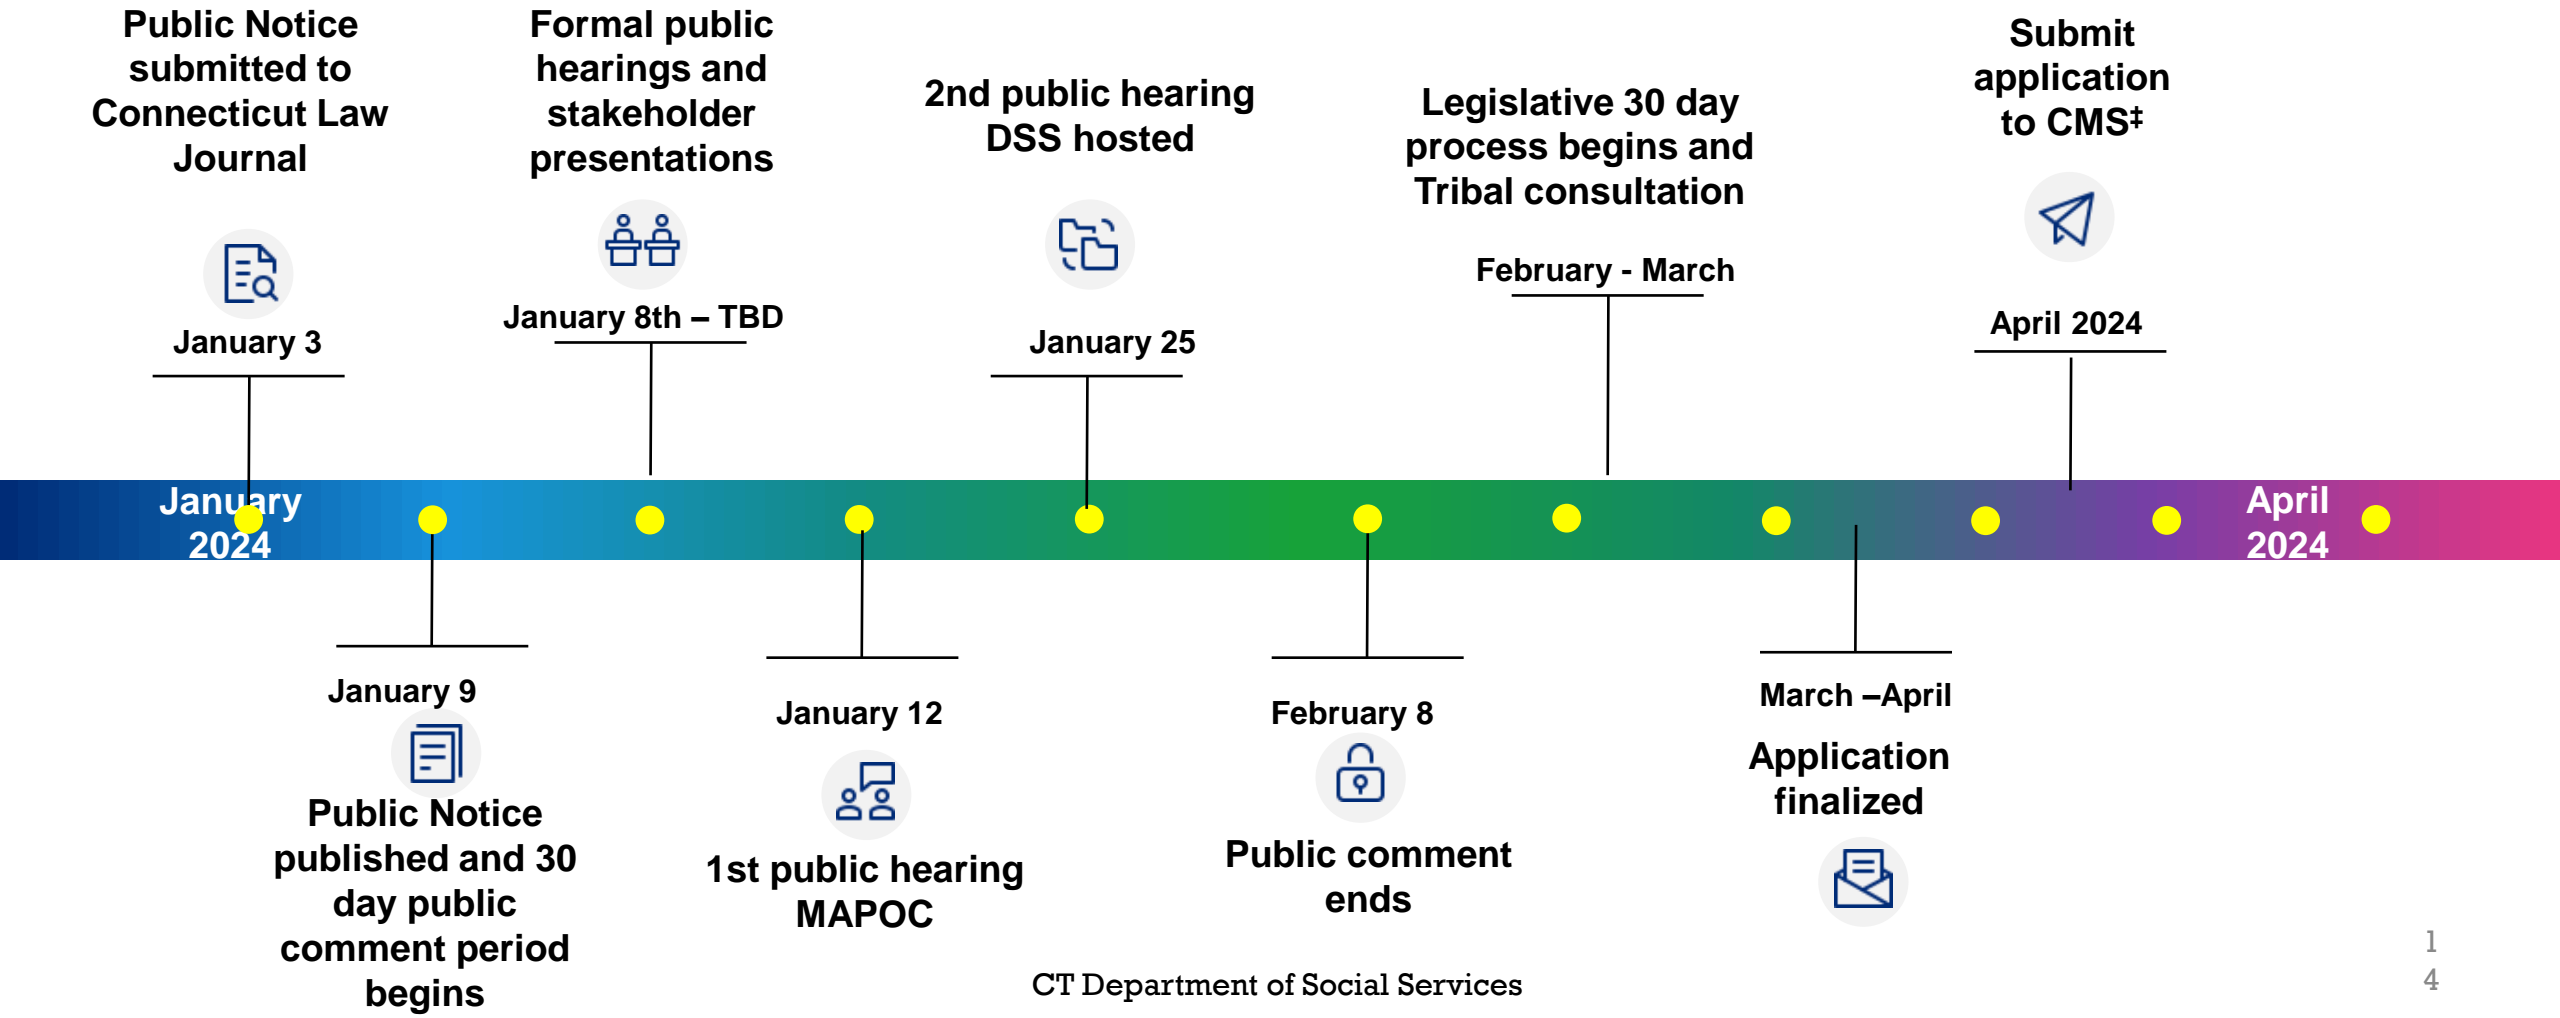 Public Notice
submitted to
Connecticut Law
Journal
January 3
Formal public
hearings and
stakeholder
presentations
January 8th – TBD
2nd public hearing
DSS hosted
January 25
Legislative 30 day
process begins and
Tribal consultation
February - March
Submit
application
to CMS‡
April 2024
January
2024
April
2024
January 9
Public Notice
published and 30
day public
comment period
begins
January 12
1st public hearing
MAPOC
February 8
Public comment
ends
March –April
Application
finalized
CT Department of Social Services
1
4